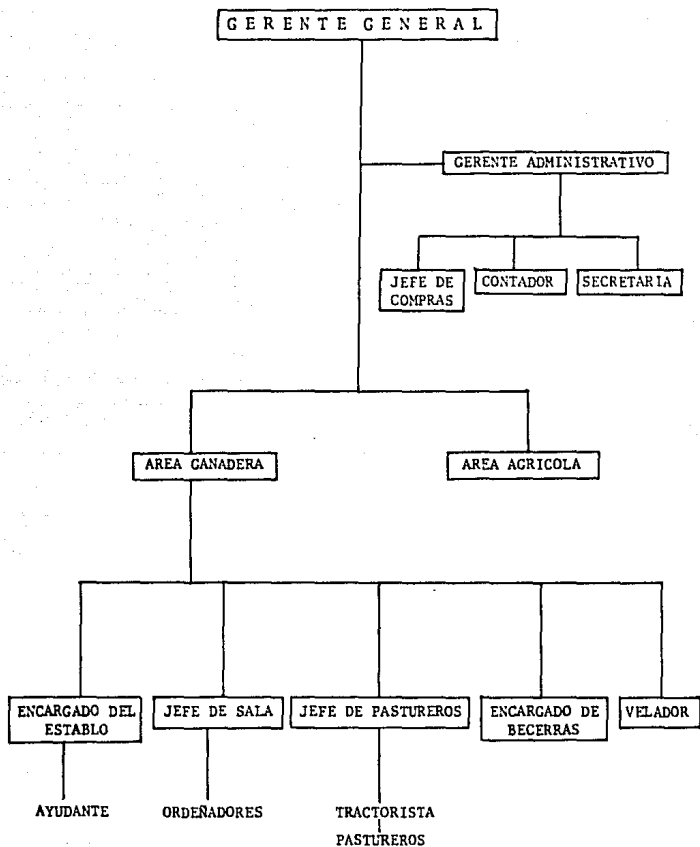 GERENTE GENERAL
GERENTE ADMINISTRATIVO
JEFE DE
COMPRAS
CONTADOR
SECRETARIA
AREA GANADERA
AREA AGRICOLA
ENCARGADO DEL
ESTABLO
JEFE DE SALA
JEFE DE PASTUREROS
ENCARGADO DE
BECERRAS
VELADOR
AYUDANTE
ORDEÑADORES
TRACTORISTA
PASTUREROS